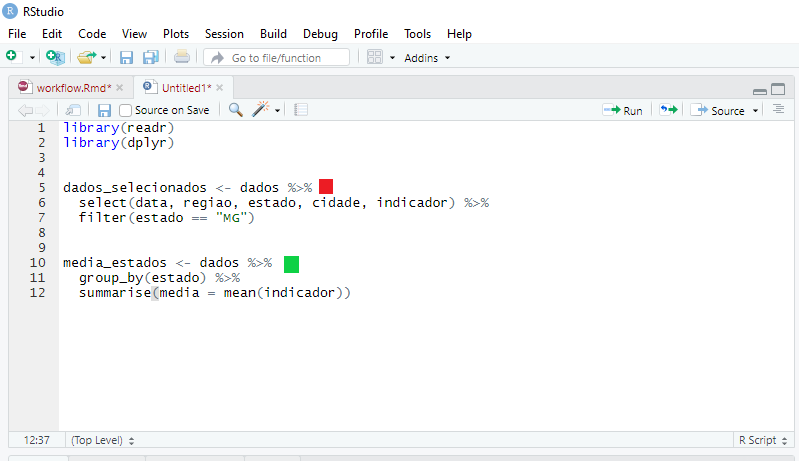 RStudio
File Edit Code View Plots Session Build Debug Profile Tools Help
Go to file/function Addins
workflow.Rmd* Untitled1*
Source on Save Run Source
1 library(readr)
2 library(dplyr)
3
4
5 dados_selecionados <- dados %>%
6 select(data, regiao, estado, cidade, indicador) %>%
7 filter(estado == "MG")
8
9
10 media_estados <- dados %>%
11 group_by(estado) %>%
12 summarise(media = mean(indicador))
12:37 (Top Level) R Script